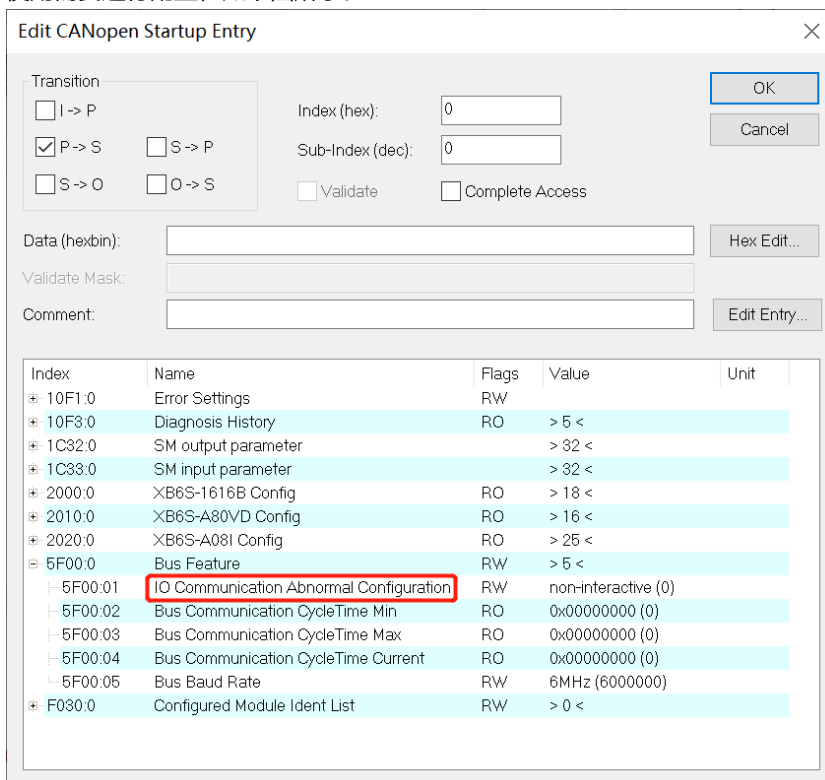 Edit CANopen Startup Entry
Transition
I -> P
P -> S
S -> P
S -> O
O -> S
Index (hex):
0
Sub-Index (dec):
0
Validate
Complete Access
OK
Cancel
Data (hexbin):
Hex Edit...
Validate Mask:
Comment:
Edit Entry...
Index Name Flags Value Unit
10F1:0 Error Settings RW
10F3:0 Diagnosis History RO > 5 <
1C32:0 SM output parameter > 32 <
1C33:0 SM input parameter > 32 <
2000:0 XB6S-1616B Config RO > 18 <
2010:0 XB6S-A80VD Config RO > 16 <
2020:0 XB6S-A08I Config RO > 25 <
5F00:0 Bus Feature RW > 5 <
5F00:01 IO Communication Abnormal Configuration RW non-interactive (0)
5F00:02 Bus Communication CycleTime Min RO 0x00000000 (0)
5F00:03 Bus Communication CycleTime Max RO 0x00000000 (0)
5F00:04 Bus Communication CycleTime Current RO 0x00000000 (0)
5F00:05 Bus Baud Rate RW 6MHz (6000000)
F030:0 Configured Module Ident List RW > 0 <